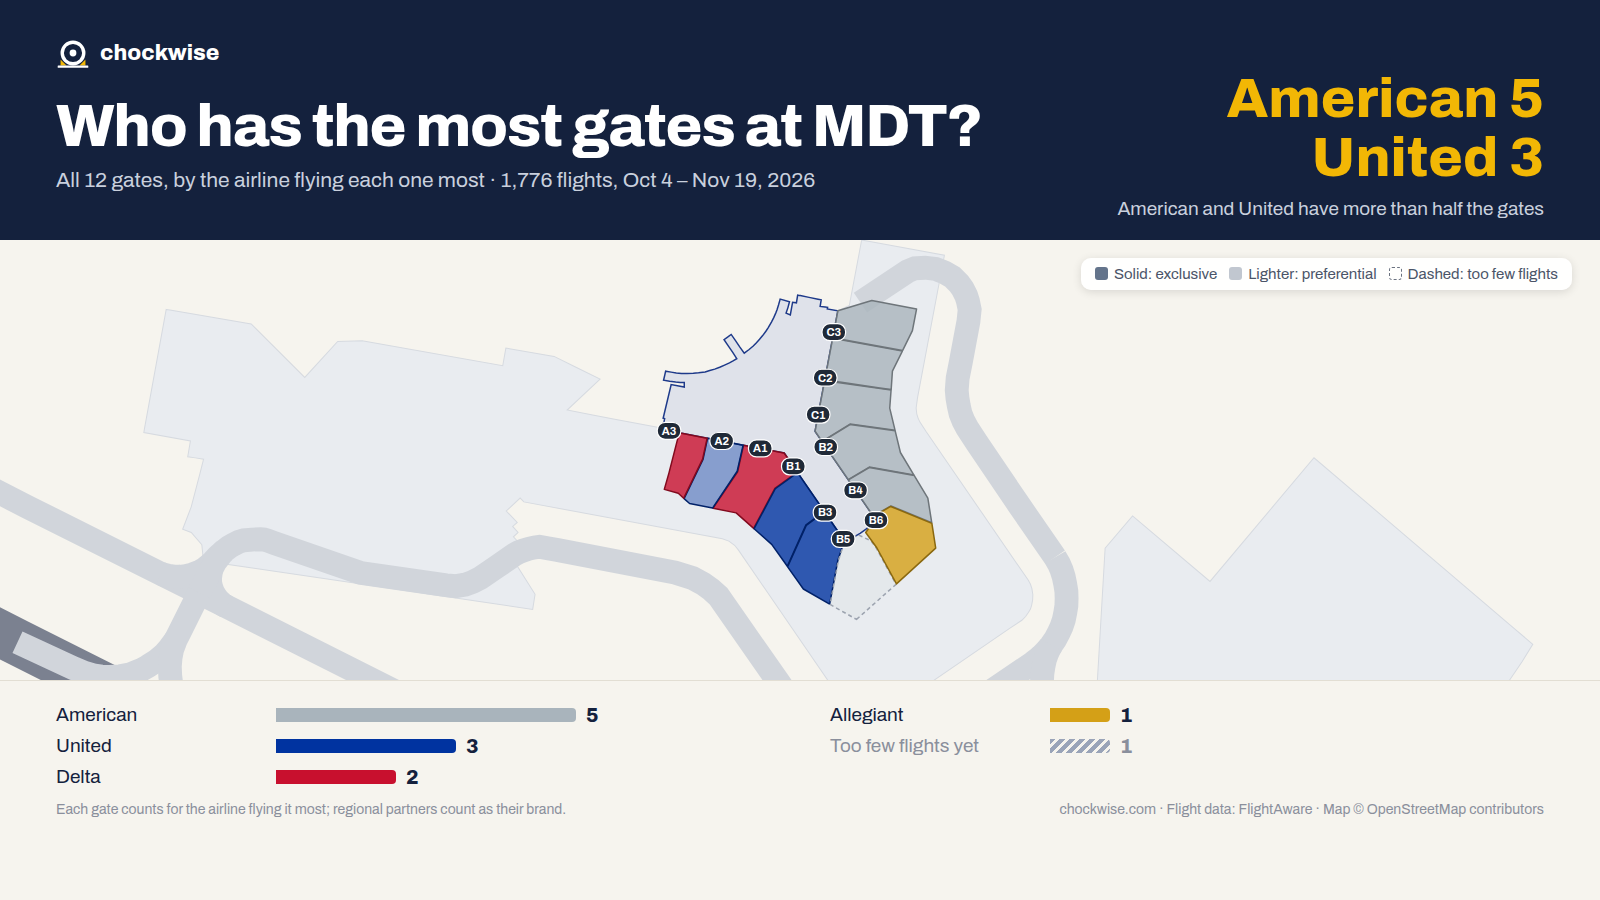 chockwise
Who has the most gates at MDT?
All 12 gates, by the airline flying each one most · 1,776 flights, Oct 4 – Nov 19, 2026
American 5
United 3
American and United have more than half the gates
Solid: exclusive
Lighter: preferential
Dashed: too few flights
C3
C2
C1
A3
A2
A1
B2
B1
B4
B3
B6
B5
American 5
United 3
Delta 2
Allegiant 1
Too few flights yet 1
Each gate counts for the airline flying it most; regional partners count as their brand.
chockwise.com · Flight data: FlightAware · Map © OpenStreetMap contributors